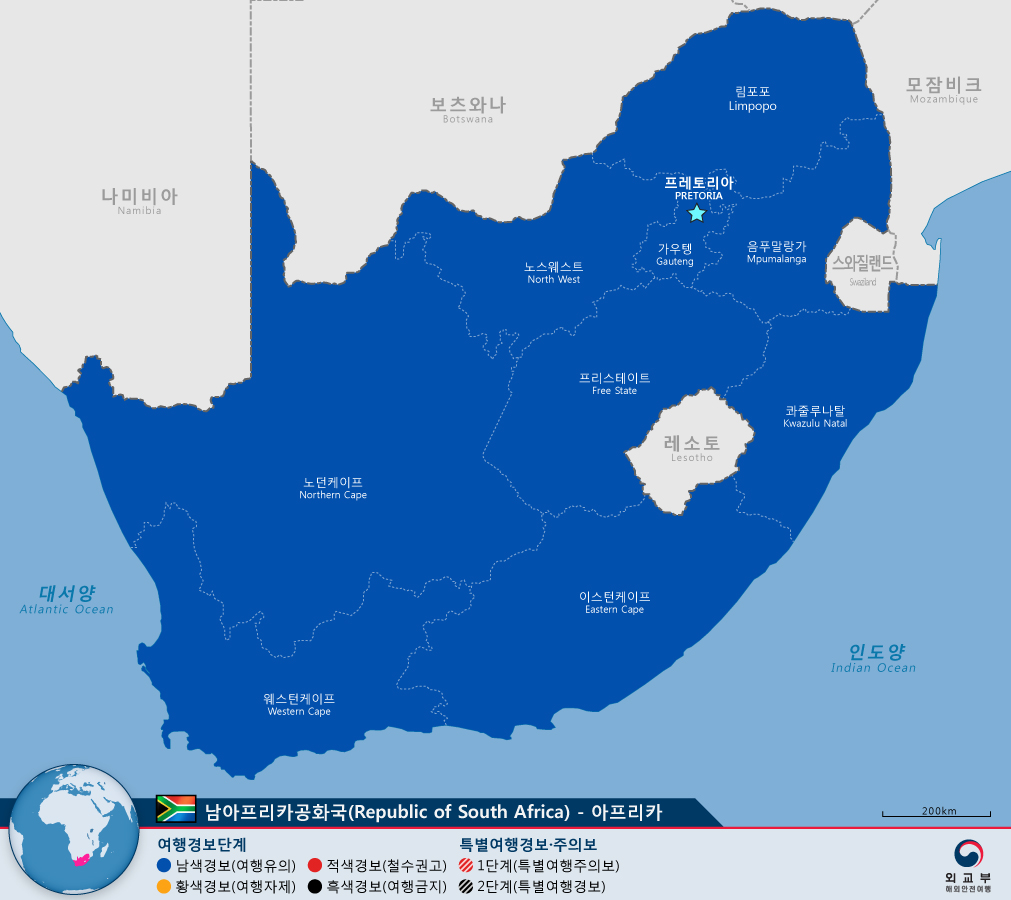 모잠비크
Mozambique
림포포
Limpopo
보츠와나
Botswana
나미비아
Namibia
프레토리아
PRETORIA
가우텡
Gauteng
음푸말랑가
Mpumalanga
스와질랜드
Swaziland
노스웨스트
North West
프리스테이트
Free State
콰줄루나탈
Kwazulu Natal
레소토
Lesotho
노던케이프
Northern Cape
대서양
Atlantic Ocean
이스턴케이프
Eastern Cape
인도양
Indian Ocean
웨스턴케이프
Western Cape
남아프리카공화국(Republic of South Africa) - 아프리카
200km
여행경보단계
남색경보(여행유의)
적색경보(철수권고)
황색경보(여행자제)
흑색경보(여행금지)
특별여행경보·주의보
1단계(특별여행주의보)
2단계(특별여행경보)
외교부
해외안전여행